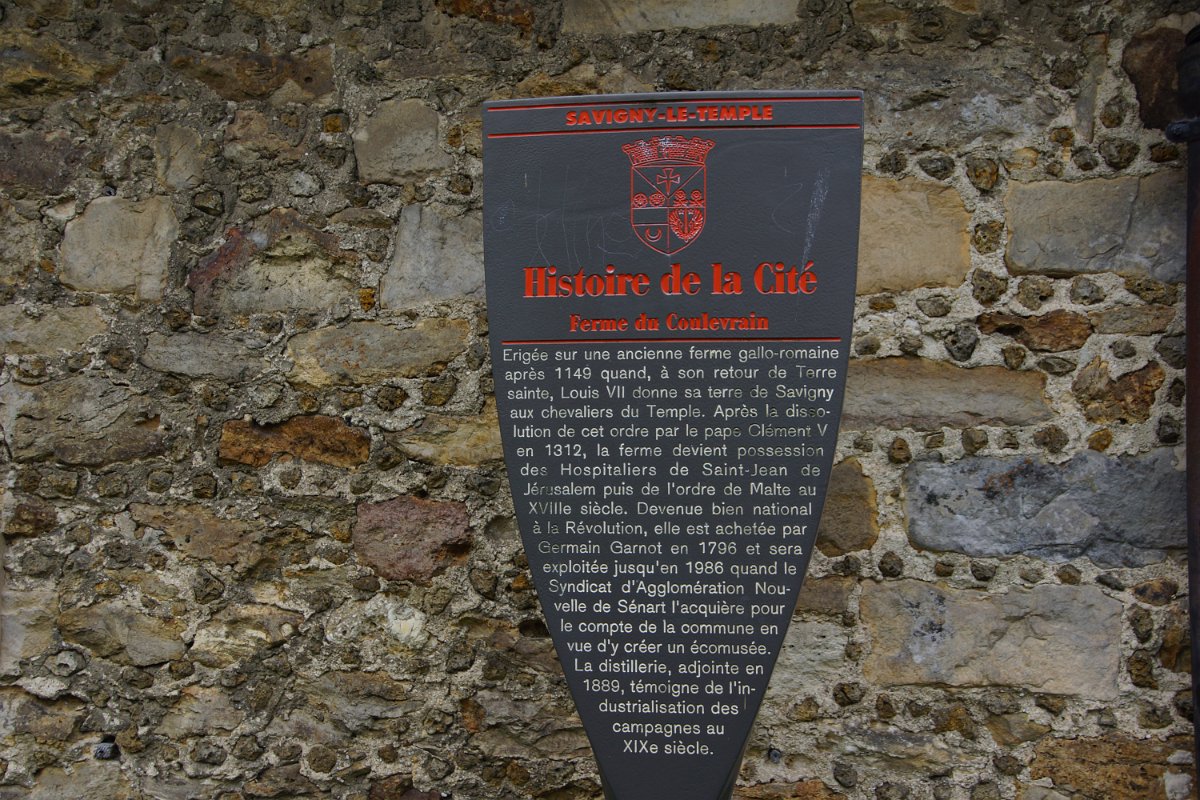 SAVIGNY-LE-TEMPLE
Histoire de la Cité
Ferme du Coulevrain
Erigée sur une ancienne ferme gallo-romaine
après 1149 quand, à son retour de Terre
sainte, Louis VII donne sa terre de Savigny
aux chevaliers du Temple. Après la disso-
lution de cet ordre par le pape Clément V
en 1312, la ferme devient possession
des Hospitaliers de Saint-Jean de
Jérusalem puis de l'ordre de Malte au
XVIIIe siècle. Devenue bien national
à la Révolution, elle est achetée par
Germain Garnot en 1796 et sera
exploitée jusqu'en 1986 quand le
Syndicat d'Agglomération Nou-
velle de Sénart l'acquière pour
le compte de la commune en
vue d'y créer un écomusée.
La distillerie, adjointe en
1889, témoigne de l'in-
dustrialisation des
campagnes au
XIXe siècle.